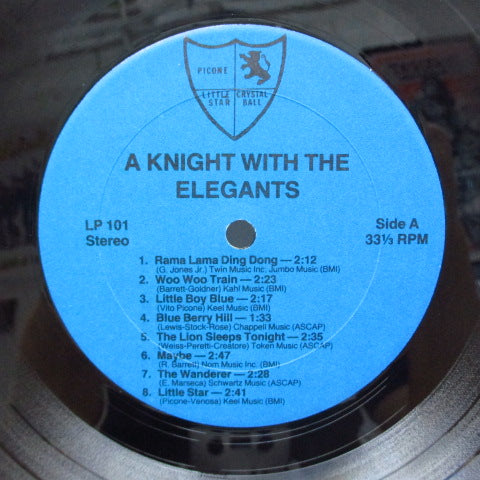 PICONE
LITTLE STAR
CRYSTAL BALL
A KNIGHT WITH THE
ELEGANTS
LP 101
Stereo
Side A
33⅓ RPM
1. Rama Lama Ding Dong — 2:12
(G. Jones Jr.) Twin Music Inc. Jumbo Music (BMI)
2. Woo Woo Train — 2:23
(Barrett-Goldner) Kahl Music (BMI)
3. Little Boy Blue — 2:17
(Vito Picone) Keel Music (BMI)
4. Blue Berry Hill — 1:33
(Lewis-Stock-Rose) Chappell Music (ASCAP)
5. The Lion Sleeps Tonight — 2:35
(Weiss-Peretti-Creatore) Token Music (ASCAP)
6. Maybe — 2:47
(R. Barrett) Nom Music Inc. (BMI)
7. The Wanderer — 2:28
(E. Marseca) Schwartz Music (ASCAP)
8. Little Star — 2:41
(Picone-Venosa) Keel Music (BMI)